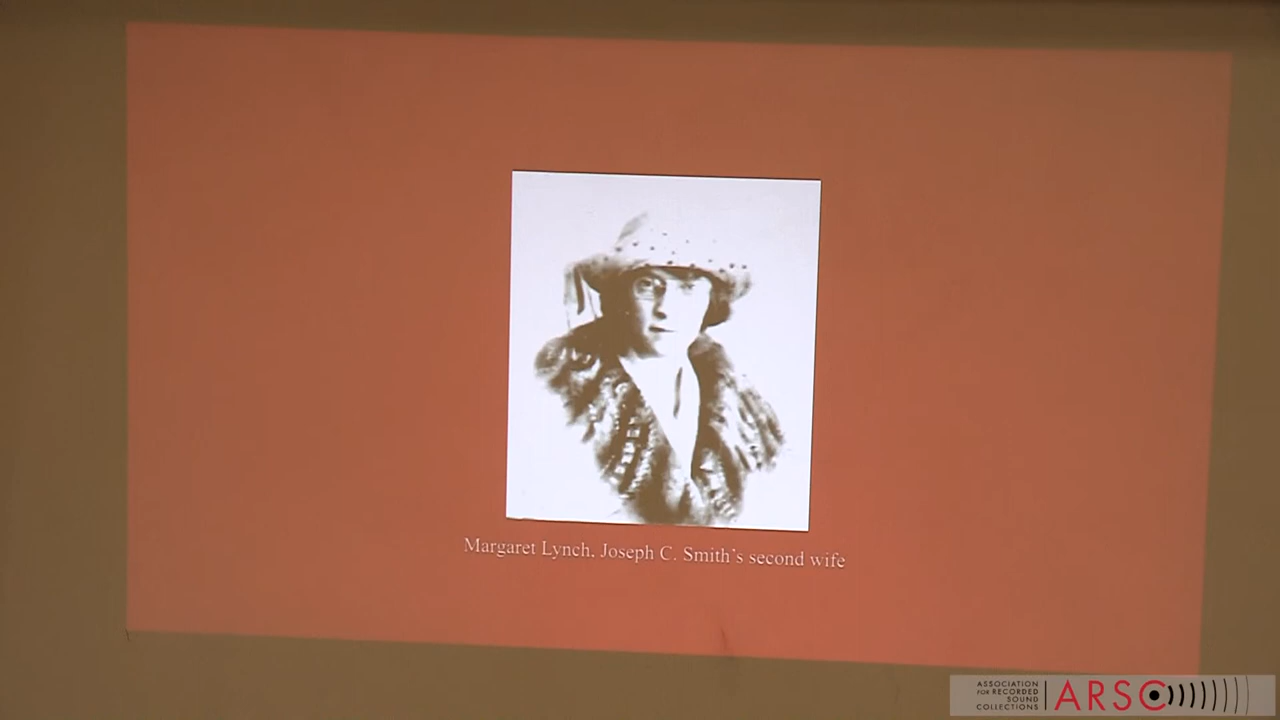 Margaret Lynch, Joseph C. Smith's second wife
ASSOCIATION
FOR RECORDED
SOUND
COLLECTIONS
ARSC